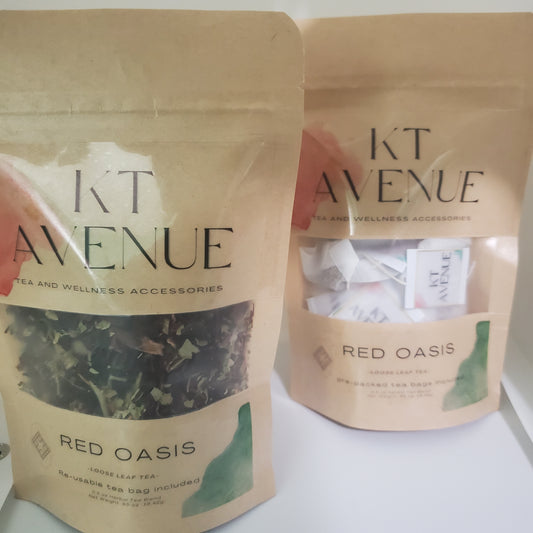 KT
AVENUE
TEA AND WELLNESS ACCESSORIES
RED OASIS
-LOOSE LEAF TEA-
Re-usable tea bag included
KT
AVENUE
TEA AND WELLNESS ACCESSORIES
KT
AVENUE
RED OASIS
-LOOSE LEAF TEA-
pre-packed tea bags